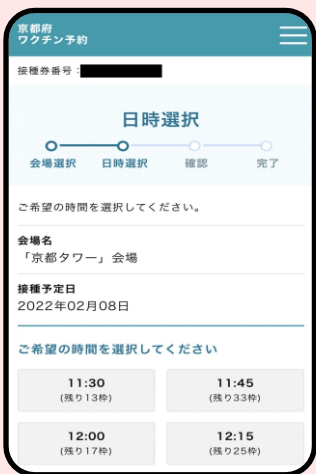 京都府
ワクチン予約
接種券番号：
日時選択
会場選択 日時選択 確認 完了
ご希望の時間を選択してください。
会場名
「京都タワー」会場
接種予定日
2022年02月08日
ご希望の時間を選択してください
11:30 11:45
(残り13枠) (残り33枠)
12:00 12:15
(残り17枠) (残り25枠)